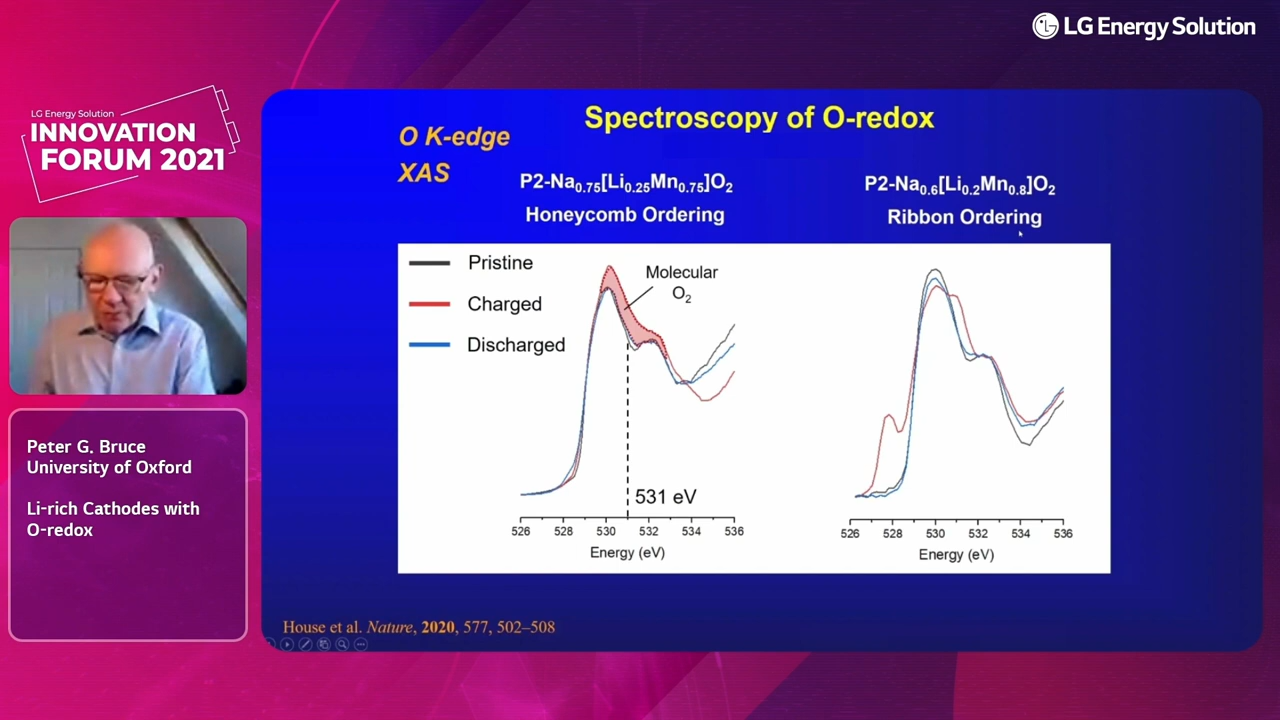 LG Energy Solution
LG Energy Solution
INNOVATION
FORUM 2021
Peter G. Bruce
University of Oxford
Li-rich Cathodes with
O-redox
Spectroscopy of O-redox
O K-edge
XAS
P2-Na0.75[Li0.25Mn0.75]O2
Honeycomb Ordering
P2-Na0.6[Li0.2Mn0.8]O2
Ribbon Ordering
Pristine
Charged
Discharged
Molecular
O2
531 eV
526 528 530 532 534 536
Energy (eV)
526 528 530 532 534 536
Energy (eV)
House et al. Nature, 2020, 577, 502–508